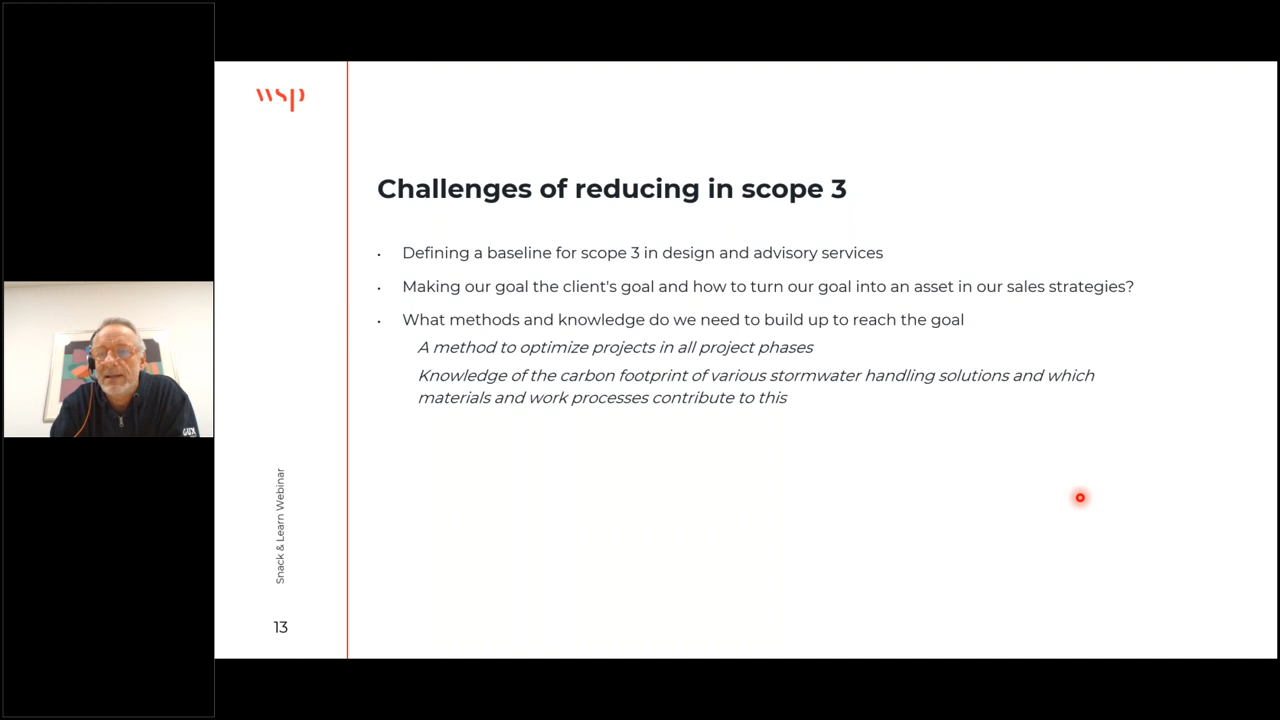 wsp
Challenges of reducing in scope 3
• Defining a baseline for scope 3 in design and advisory services
• Making our goal the client's goal and how to turn our goal into an asset in our sales strategies?
• What methods and knowledge do we need to build up to reach the goal
A method to optimize projects in all project phases
Knowledge of the carbon footprint of various stormwater handling solutions and which
materials and work processes contribute to this
Snack & Learn Webinar
13